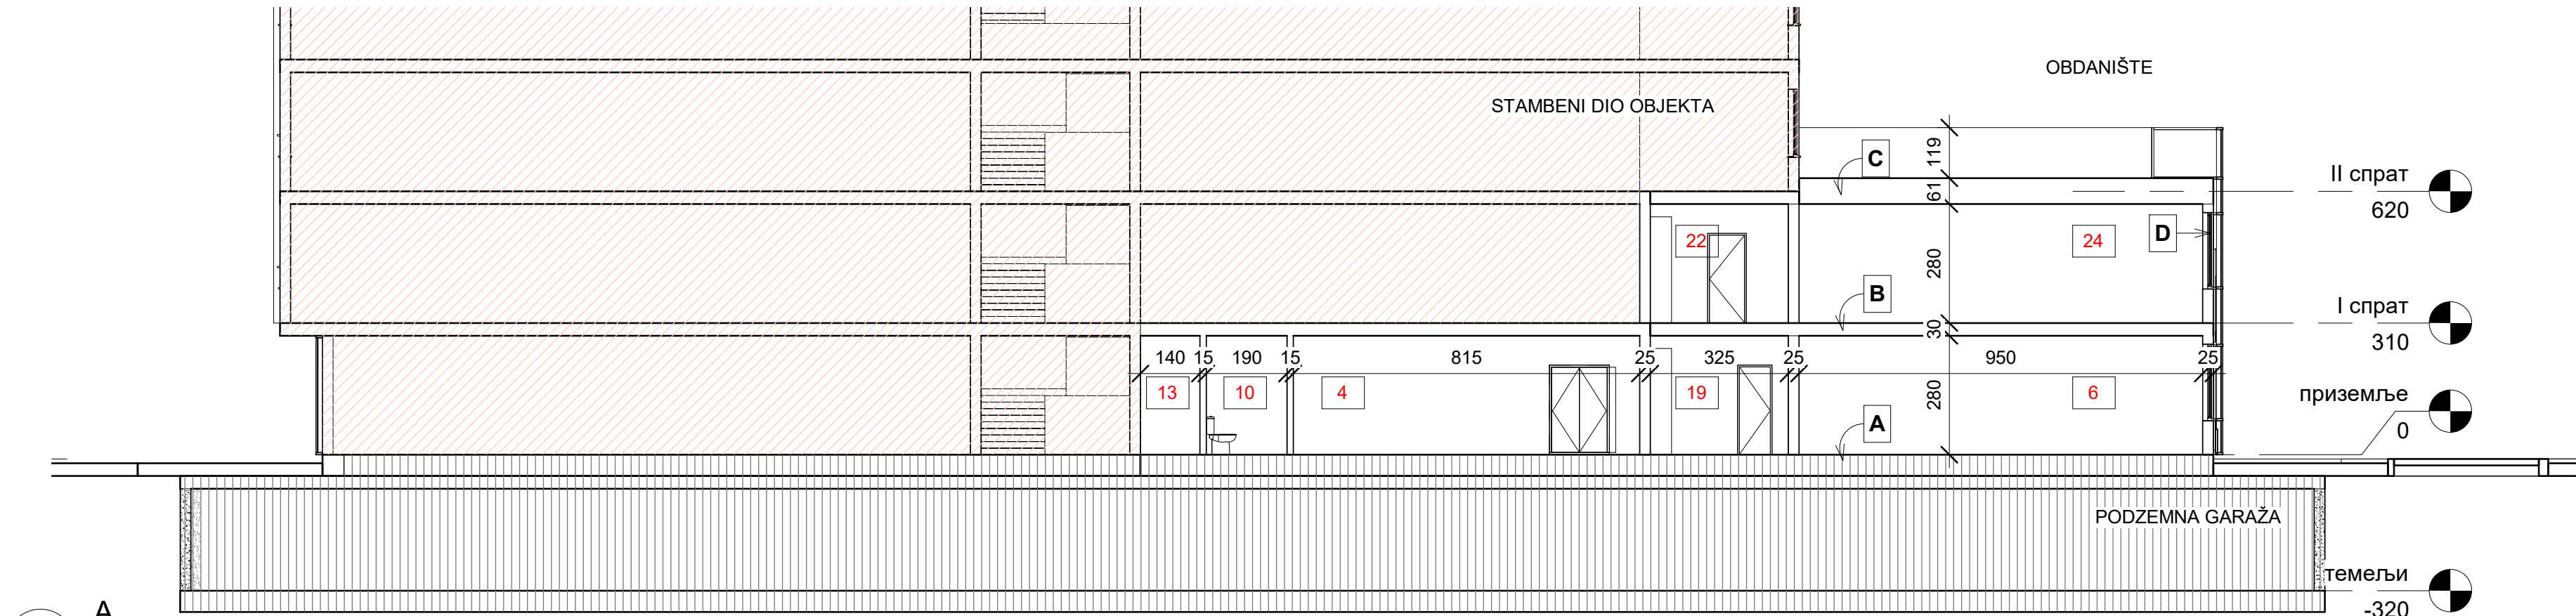 OBDANIŠTE
STAMBENI DIO OBJEKTA
119
C
II спрат
61
620
22
24
D
280
B
I спрат
30
310
140 15 190 15 815 25 325 25 950 25
13
10
4
19
6
280
приземље
A
0
PODZEMNA GARAŽA
темељи
-320
A